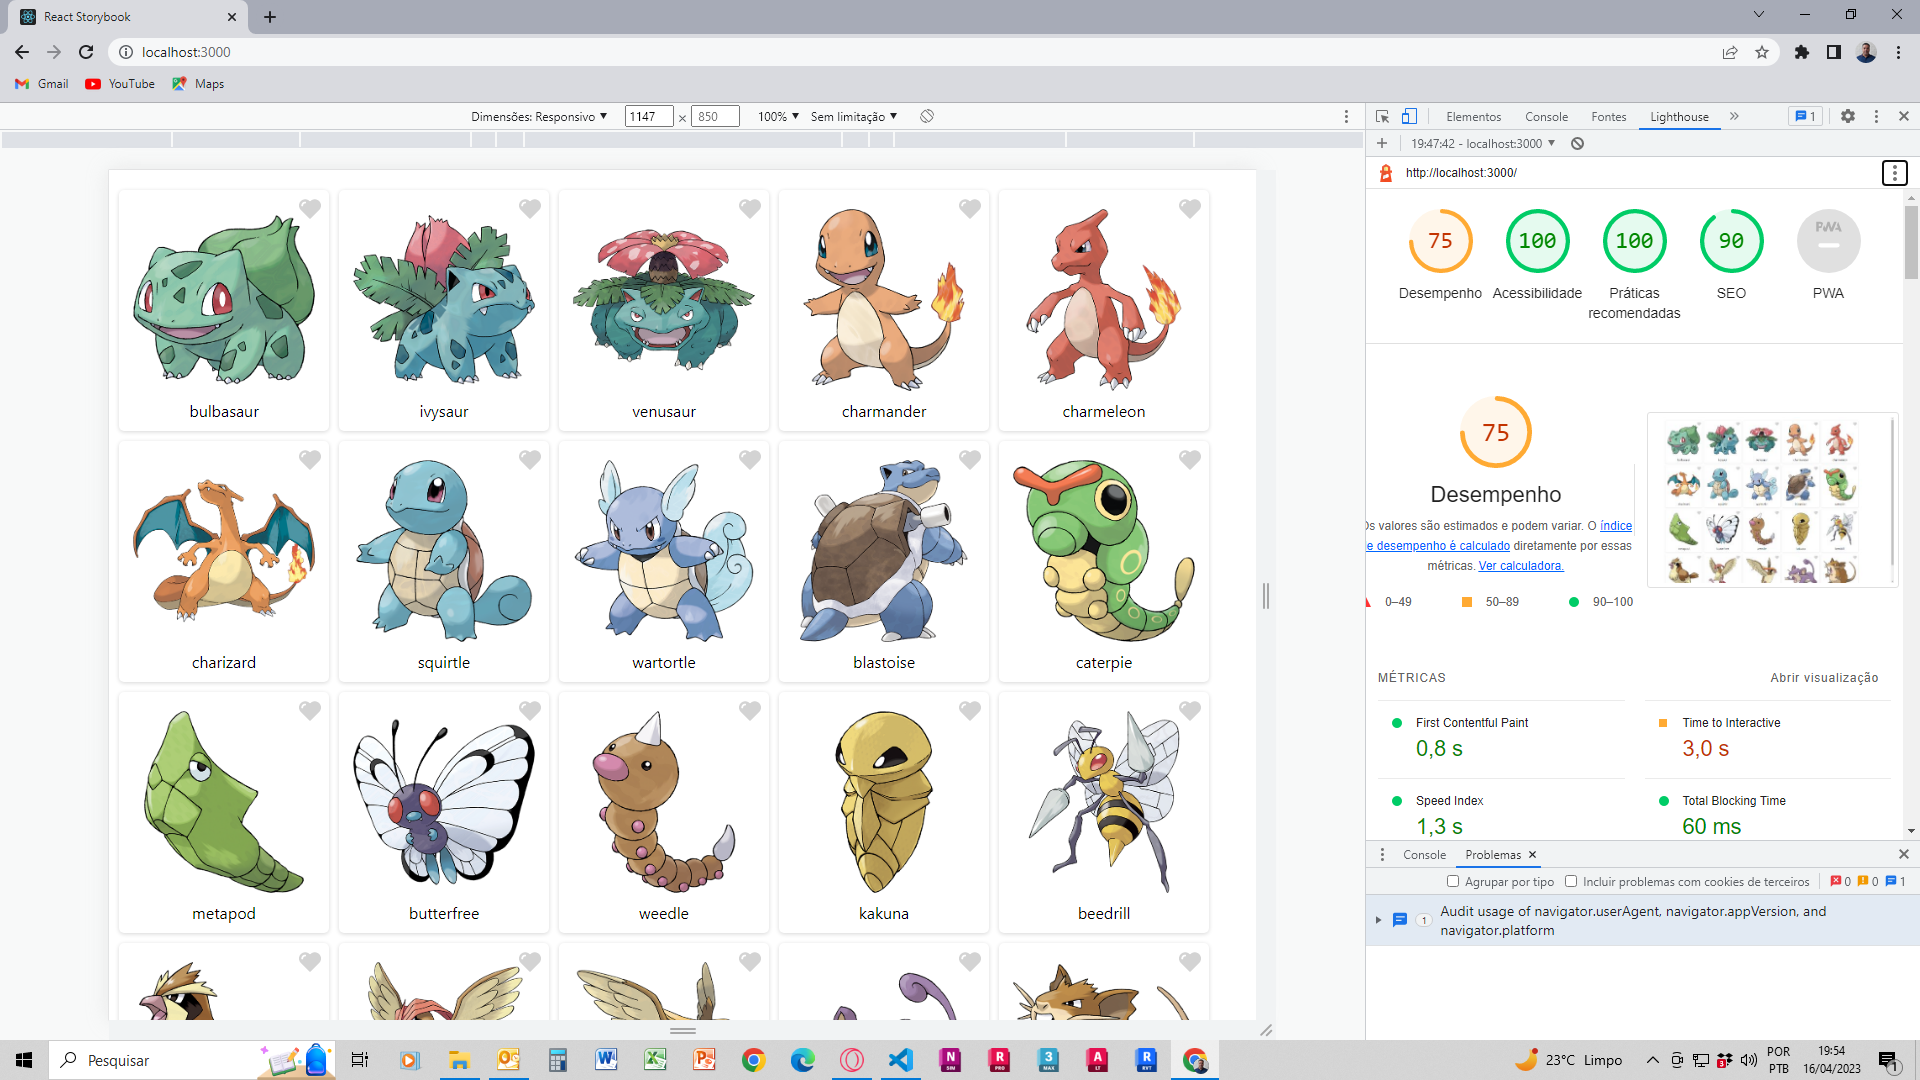 React Storybook
localhost:3000
Gmail
YouTube
Maps
Dimensões: Responsivo ▼
1147
×
850
100% ▼
Sem limitação ▼
Elementos
Console
Fontes
Lighthouse
1
19:47:42 - localhost:3000 ▼
http://localhost:3000/
75
100
100
90
PWA
Desempenho
Acessibilidade
Práticas
recomendadas
SEO
PWA
bulbasaur
ivysaur
venusaur
charmander
charmeleon
charizard
squirtle
wartortle
blastoise
caterpie
metapod
butterfree
weedle
kakuna
beedrill
75
Desempenho
Os valores são estimados e podem variar. O índice
e desempenho é calculado diretamente por essas
métricas. Ver calculadora.
0–49
50–89
90–100
MÉTRICAS
Abrir visualização
First Contentful Paint
0,8 s
Time to Interactive
3,0 s
Speed Index
1,3 s
Total Blocking Time
60 ms
Console
Problemas
Agrupar por tipo
Incluir problemas com cookies de terceiros
0
0
1
1
Audit usage of navigator.userAgent, navigator.appVersion, and
navigator.platform
Pesquisar
23°C Limpo
POR
PTB
19:54
16/04/2023
1